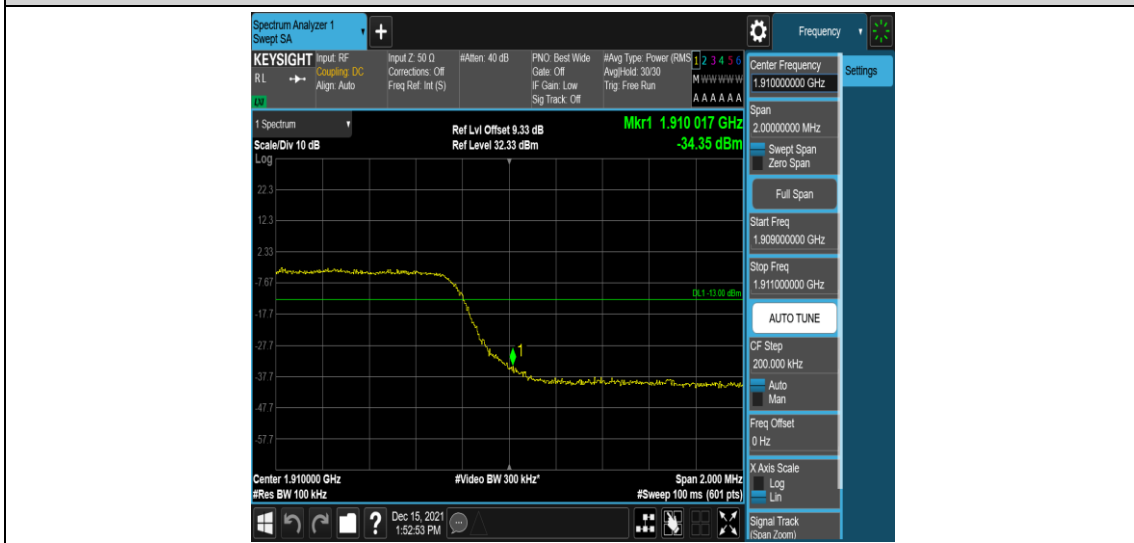 Spectrum Analyzer 1
Swept SA
+
Frequency
KEYSIGHT
RL
LXI
Input: RF
Coupling: DC
Align: Auto
Input Z: 50 Ω
Corrections: Off
Freq Ref: Int (S)
#Atten: 40 dB
PNO: Best Wide
Gate: Off
IF Gain: Low
Sig Track: Off
#Avg Type: Power (RMS
Avg|Hold: 30/30
Trig: Free Run
1 2 3 4 5 6
M W W W W W
A A A A A A
1 Spectrum
Scale/Div 10 dB
Log
Ref Lvl Offset 9.33 dB
Ref Level 32.33 dBm
Mkr1 1.910 017 GHz
-34.35 dBm
22.3
12.3
2.33
-7.67
-17.7
-27.7
-37.7
-47.7
-57.7
DL1 -13.00 dBm
1
Center 1.910000 GHz
#Res BW 100 kHz
#Video BW 300 kHz*
Span 2.000 MHz
#Sweep 100 ms (601 pts)
Center Frequency
1.910000000 GHz
Settings
Span
2.00000000 MHz
Swept Span
Zero Span
Full Span
Start Freq
1.909000000 GHz
Stop Freq
1.911000000 GHz
AUTO TUNE
CF Step
200.000 kHz
Auto
Man
Freq Offset
0 Hz
X Axis Scale
Log
Lin
Signal Track
(Span Zoom)
?
Dec 15, 2021
1:52:53 PM